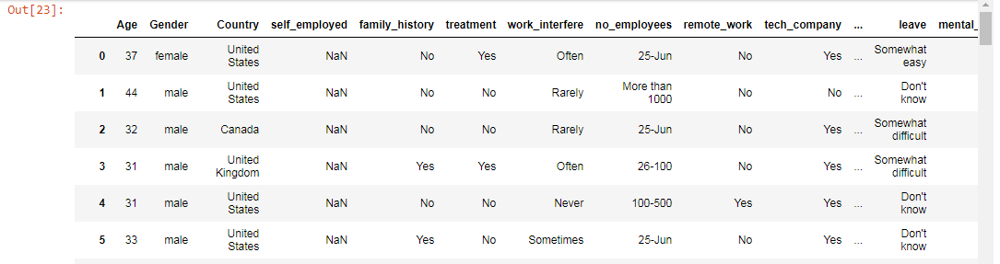 Out[23]:
Age Gender Country self_employed family_history treatment work_interfere no_employees remote_work tech_company ... leave mental_
0 37 female United States NaN No Yes Often 25-Jun No Yes ... Somewhat easy
1 44 male United States NaN No No Rarely More than 1000 No No ... Don't know
2 32 male Canada NaN No No Rarely 25-Jun No Yes ... Somewhat difficult
3 31 male United Kingdom NaN Yes Yes Often 26-100 No Yes ... Somewhat difficult
4 31 male United States NaN No No Never 100-500 Yes Yes ... Don't know
5 33 male United States NaN Yes No Sometimes 25-Jun No Yes ... Don't know